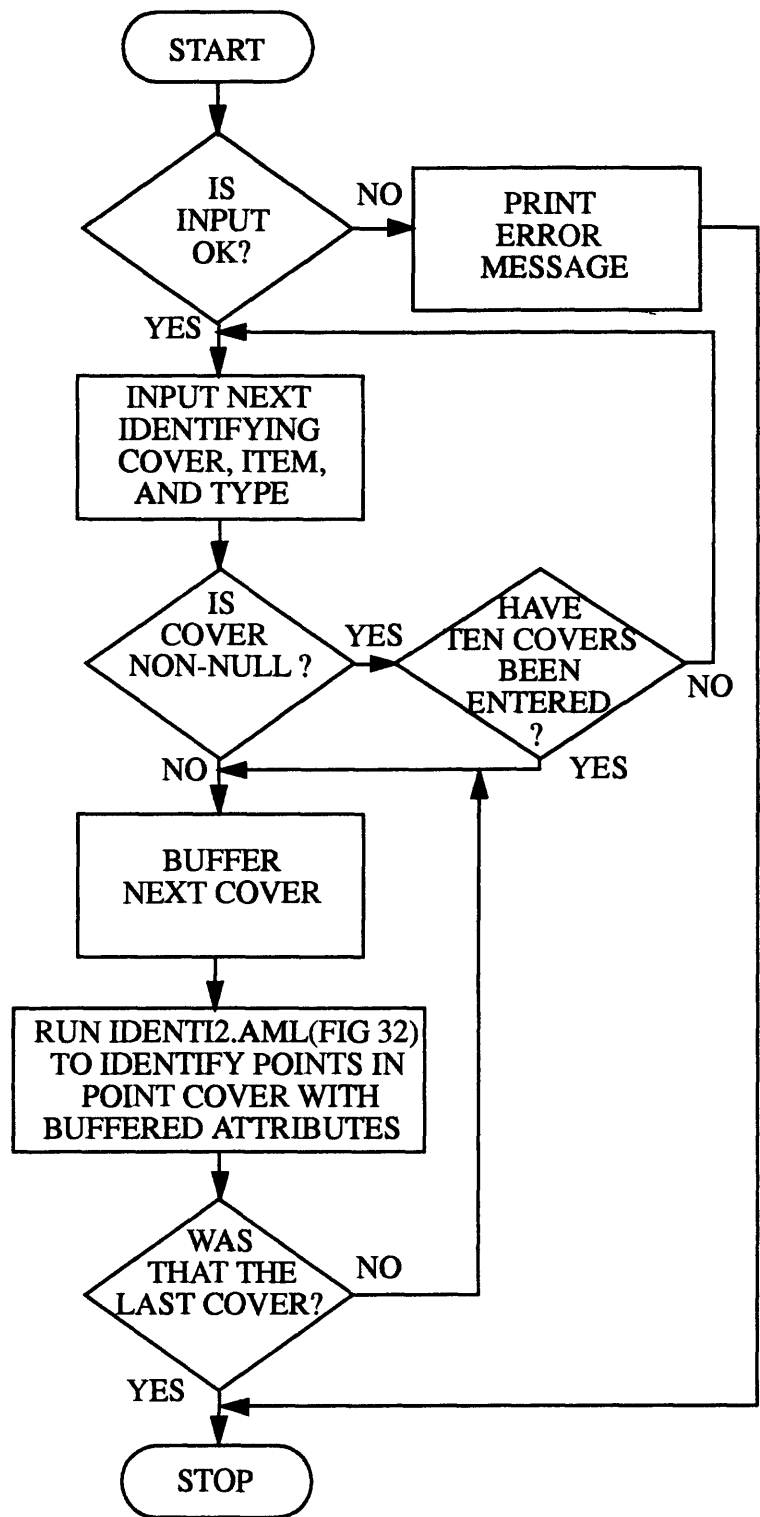 START
IS
INPUT
OK?
NO
PRINT
ERROR
MESSAGE
YES
INPUT NEXT
IDENTIFYING
COVER, ITEM,
AND TYPE
IS
COVER
NON-NULL ?
YES
HAVE
TEN COVERS
BEEN
ENTERED
?
NO
NO
YES
BUFFER
NEXT COVER
RUN IDENTI2.AML(FIG 32)
TO IDENTIFY POINTS IN
POINT COVER WITH
BUFFERED ATTRIBUTES
WAS
THAT THE
LAST COVER?
NO
YES
STOP